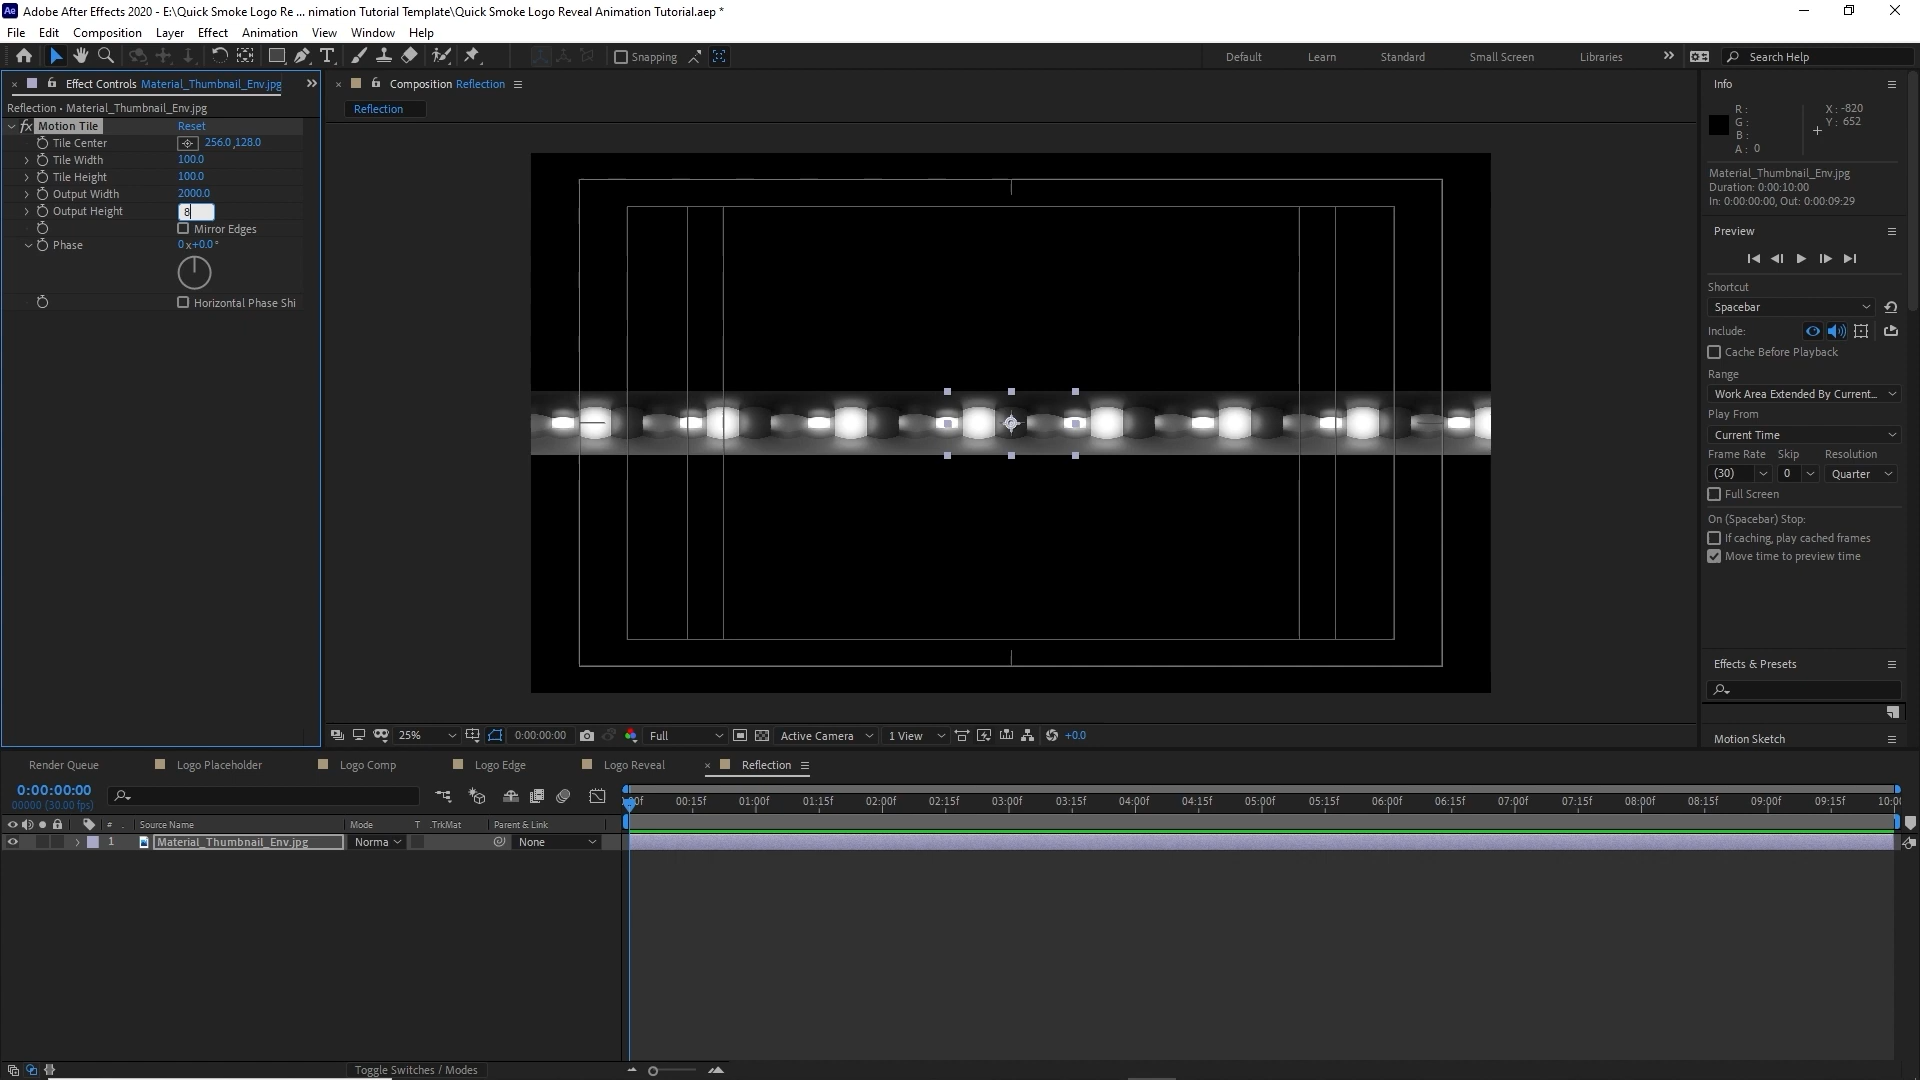 Ae Adobe After Effects 2020 - E:\Quick Smoke Logo Re ... nimation Tutorial Template\Quick Smoke Logo Reveal Animation Tutorial.aep *
File Edit Composition Layer Effect Animation View Window Help
Snapping Default Learn Standard Small Screen Libraries Search Help
Effect Controls Material_Thumbnail_Env.jpg
Reflection • Material_Thumbnail_Env.jpg
fx Motion Tile Reset
Tile Center 256.0,128.0
Tile Width 100.0
Tile Height 100.0
Output Width 2000.0
Output Height 8
Mirror Edges
Phase 0x+0.0°
Horizontal Phase Shi
Composition Reflection
Reflection
25% 0:00:00:00 Full Active Camera 1 View +0.0
Info
R :
G :
B :
A : 0
X : -820
Y : 652
Material_Thumbnail_Env.jpg
Duration: 0:00:10:00
In: 0:00:00:00, Out: 0:00:09:29
Preview
Shortcut
Spacebar
Include:
Cache Before Playback
Range
Work Area Extended By Current...
Play From
Current Time
Frame Rate Skip Resolution
(30) 0 Quarter
Full Screen
On (Spacebar) Stop:
If caching, play cached frames
Move time to preview time
Effects & Presets
Motion Sketch
Render Queue Logo Placeholder Logo Comp Logo Edge Logo Reveal Reflection
0:00:00:00
00000 (30.00 fps)
00:15f 01:00f 01:15f 02:00f 02:15f 03:00f 03:15f 04:00f 04:15f 05:00f 05:15f 06:00f 06:15f 07:00f 07:15f 08:00f 08:15f 09:00f 09:15f 10:0
# Source Name Mode T .TrkMat Parent & Link
1 Material_Thumbnail_Env.jpg Norma None
Toggle Switches / Modes